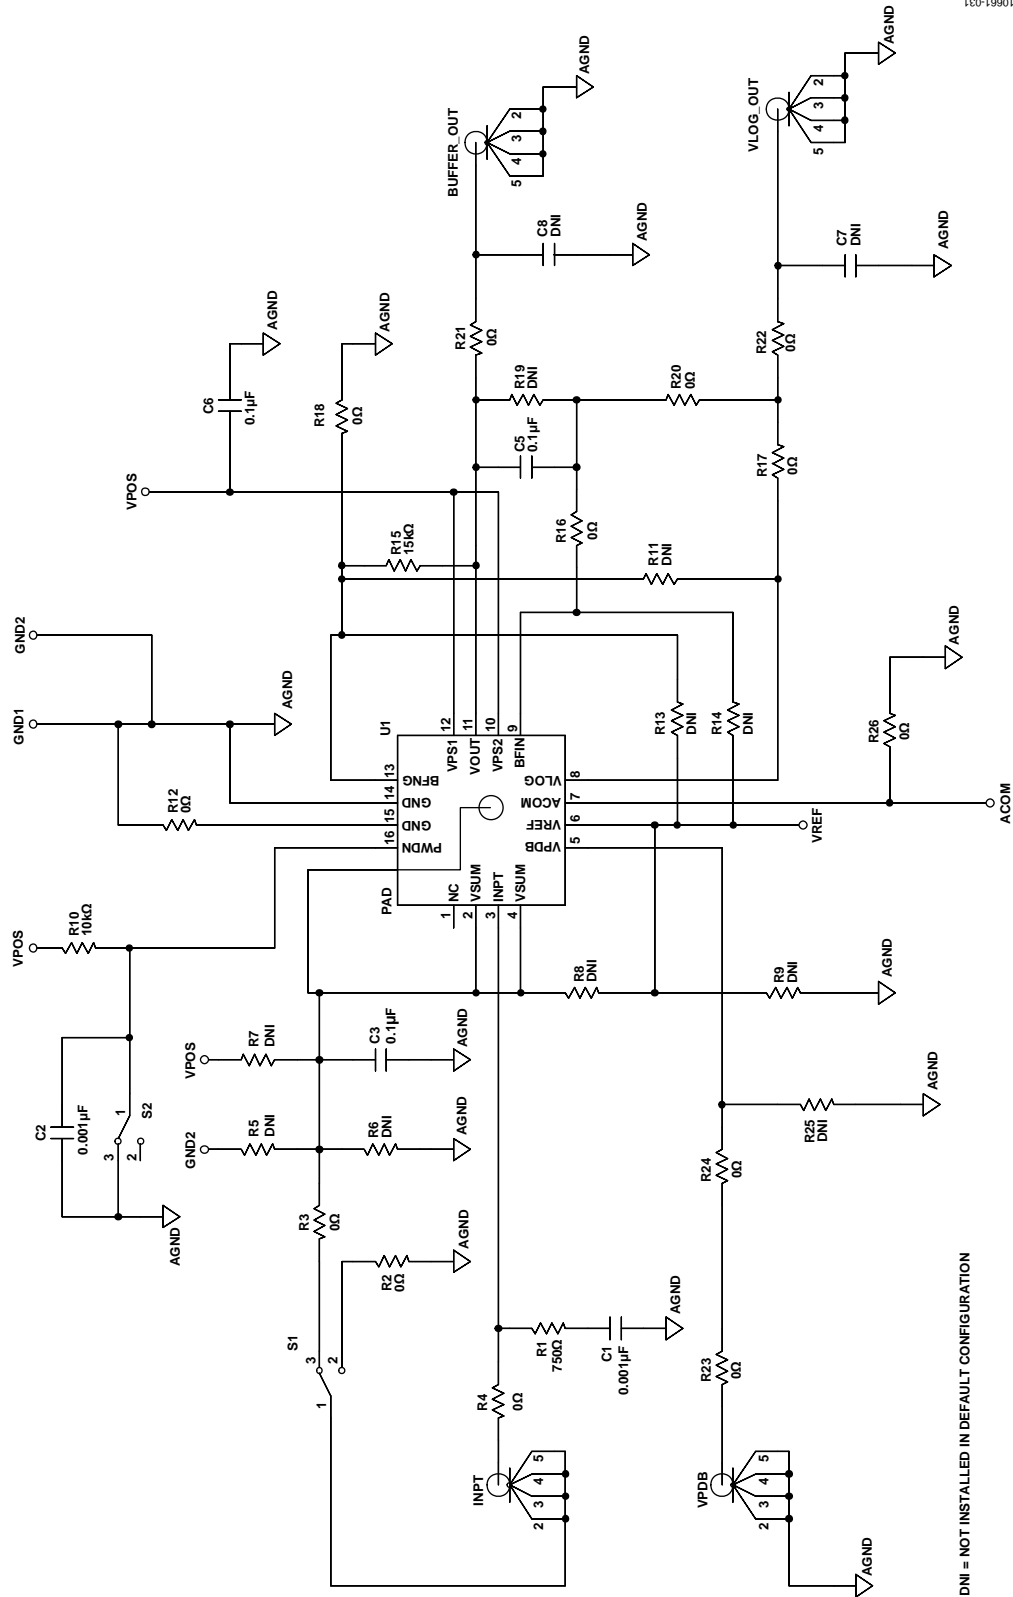 10661-031
AGND
BUFFER_OUT
5
4
3
2
AGND
VLOG_OUT
5
4
3
2
C8
DNI
AGND
C7
DNI
AGND
C6
0.1µF
AGND
R18
0Ω
AGND
R21
0Ω
R19
DNI
R20
0Ω
R22
0Ω
VPOS
C5
0.1µF
R17
0Ω
R16
0Ω
R15
15kΩ
R11
DNI
GND2
GND1
AGND
AGND
R12
0Ω
R13
DNI
R14
DNI
R26
0Ω
U1
12
VPS1
11
VOUT
10
VPS2
9
BFIN
13
BFNG
14
GND
15
GND
16
PWDN
8
VLOG
7
ACOM
6
VREF
5
VPDB
PAD
NC
1
VSUM
2
INPT
3
VSUM
4
VREF
ACOM
VPOS
R10
10kΩ
R8
DNI
R9
DNI
AGND
C2
0.001µF
1
S2
3
2
AGND
VPOS
R7
DNI
C3
0.1µF
AGND
GND2
R5
DNI
R6
DNI
AGND
R3
0Ω
R2
0Ω
AGND
R25
DNI
AGND
R24
0Ω
S1
3
2
1
R1
750Ω
C1
0.001µF
AGND
R4
0Ω
R23
0Ω
INPT
2
3
4
5
VPDB
2
3
4
5
AGND
DNI = NOT INSTALLED IN DEFAULT CONFIGURATION